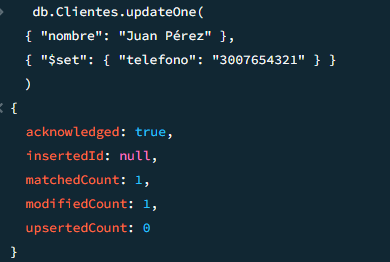 > db.Clientes.updateOne(
{ "nombre": "Juan Pérez" },
{ "$set": { "telefono": "3007654321" } }
)
< {
acknowledged: true,
insertedId: null,
matchedCount: 1,
modifiedCount: 1,
upsertedCount: 0
}